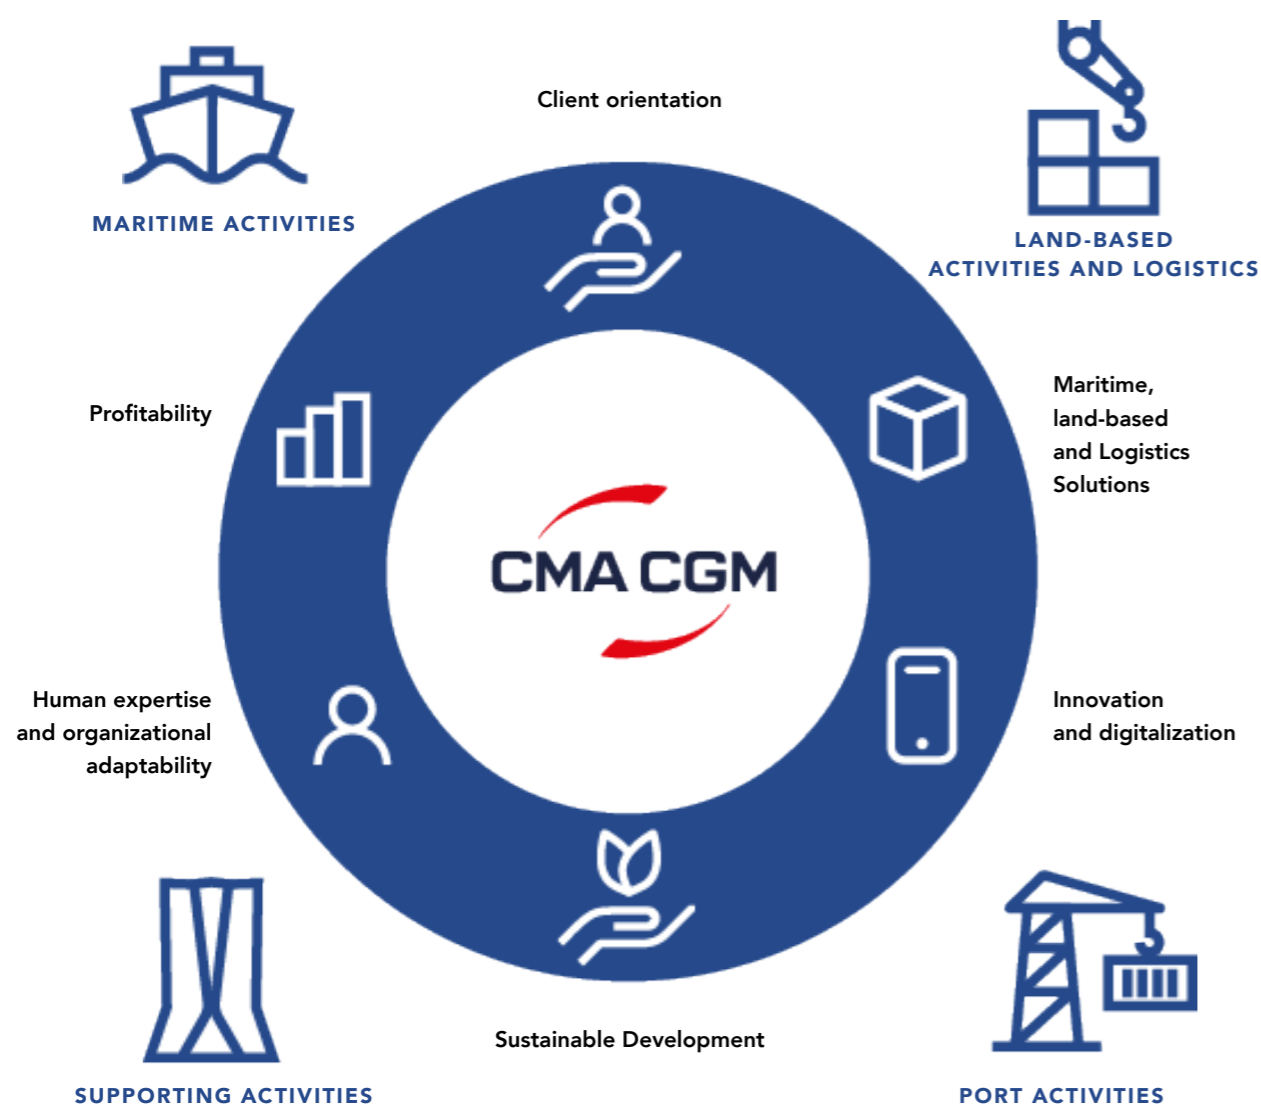 Client orientation
MARITIME ACTIVITIES
LAND-BASED
ACTIVITIES AND LOGISTICS
Profitability
Maritime,
land-based
and Logistics
Solutions
CMA CGM
Human expertise
and organizational
adaptability
Innovation
and digitalization
Sustainable Development
SUPPORTING ACTIVITIES
PORT ACTIVITIES